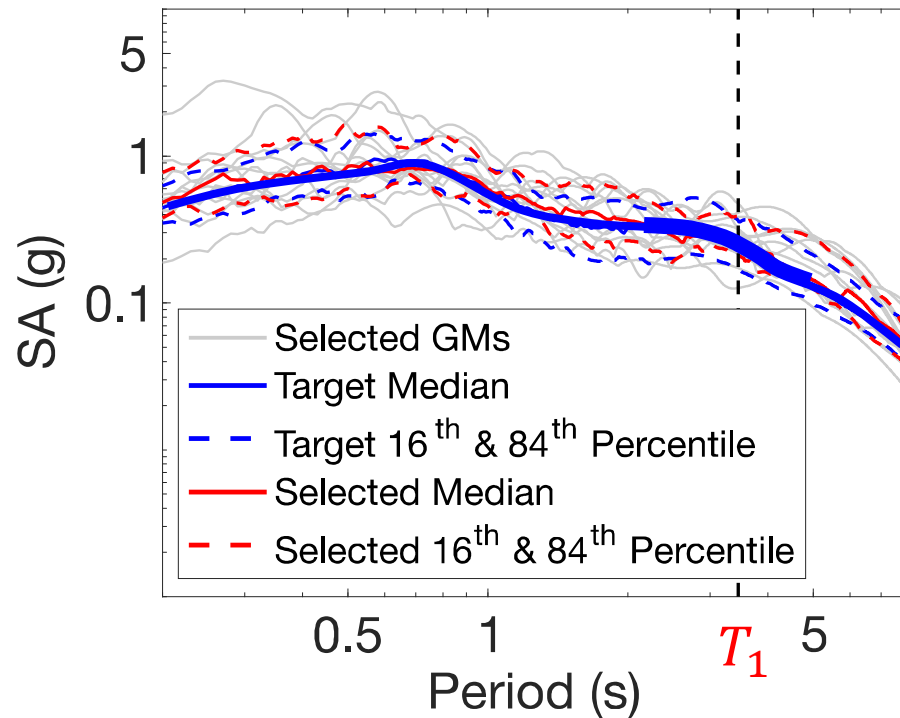 5
1
0.1
SA (g)
Selected GMs
Target Median
Target 16th & 84th Percentile
Selected Median
Selected 16th & 84th Percentile
0.5 1 T1 5
Period (s)